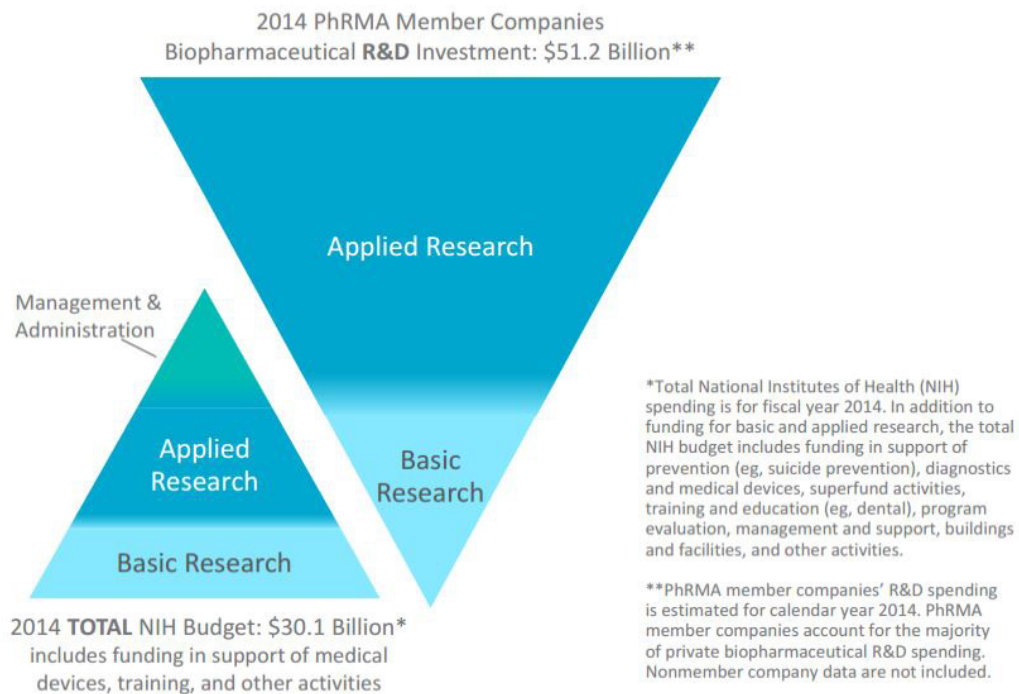 2014 PhRMA Member Companies
Biopharmaceutical R&D Investment: $51.2 Billion**
Applied Research
Basic
Research
Management &
Administration
Applied
Research
Basic Research
2014 TOTAL NIH Budget: $30.1 Billion*
includes funding in support of medical
devices, training, and other activities
*Total National Institutes of Health (NIH)
spending is for fiscal year 2014. In addition to
funding for basic and applied research, the total
NIH budget includes funding in support of
prevention (eg, suicide prevention), diagnostics
and medical devices, superfund activities,
training and education (eg, dental), program
evaluation, management and support, buildings
and facilities, and other activities.
**PhRMA member companies’ R&D spending
is estimated for calendar year 2014. PhRMA
member companies account for the majority
of private biopharmaceutical R&D spending.
Nonmember company data are not included.